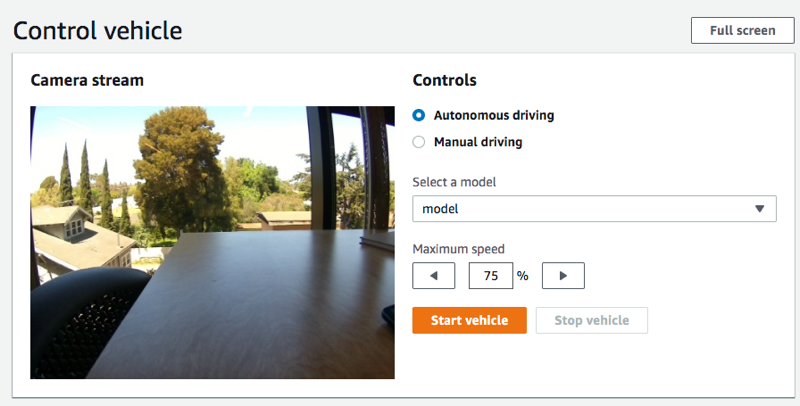 Control vehicle
Full screen
Camera stream
Controls
Autonomous driving
Manual driving
Select a model
model
Maximum speed
75 %
Start vehicle
Stop vehicle